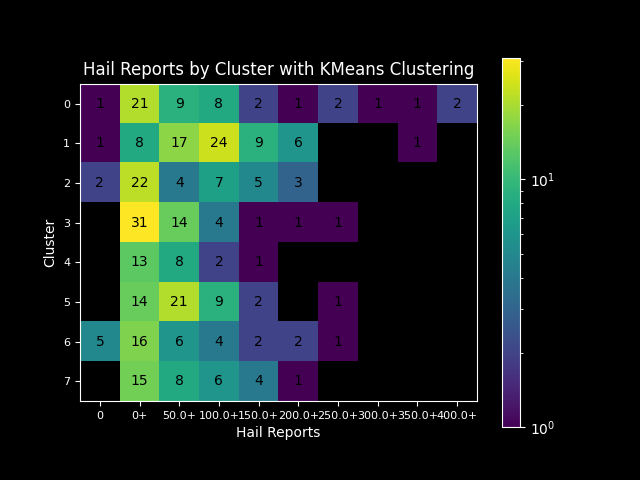 Hail Reports by Cluster with KMeans Clustering
0 1 21 9 8 2 1 2 1 1 2
1 1 8 17 24 9 6 1
2 2 22 4 7 5 3
3 31 14 4 1 1 1
4 13 8 2 1
5 14 21 9 2 1
6 5 16 6 4 2 2 1
7 15 8 6 4 1
0 0+ 50.0+ 100.0+ 150.0+ 200.0+ 250.0+ 300.0+ 350.0+ 400.0+
Hail Reports
Cluster
10¹
10⁰